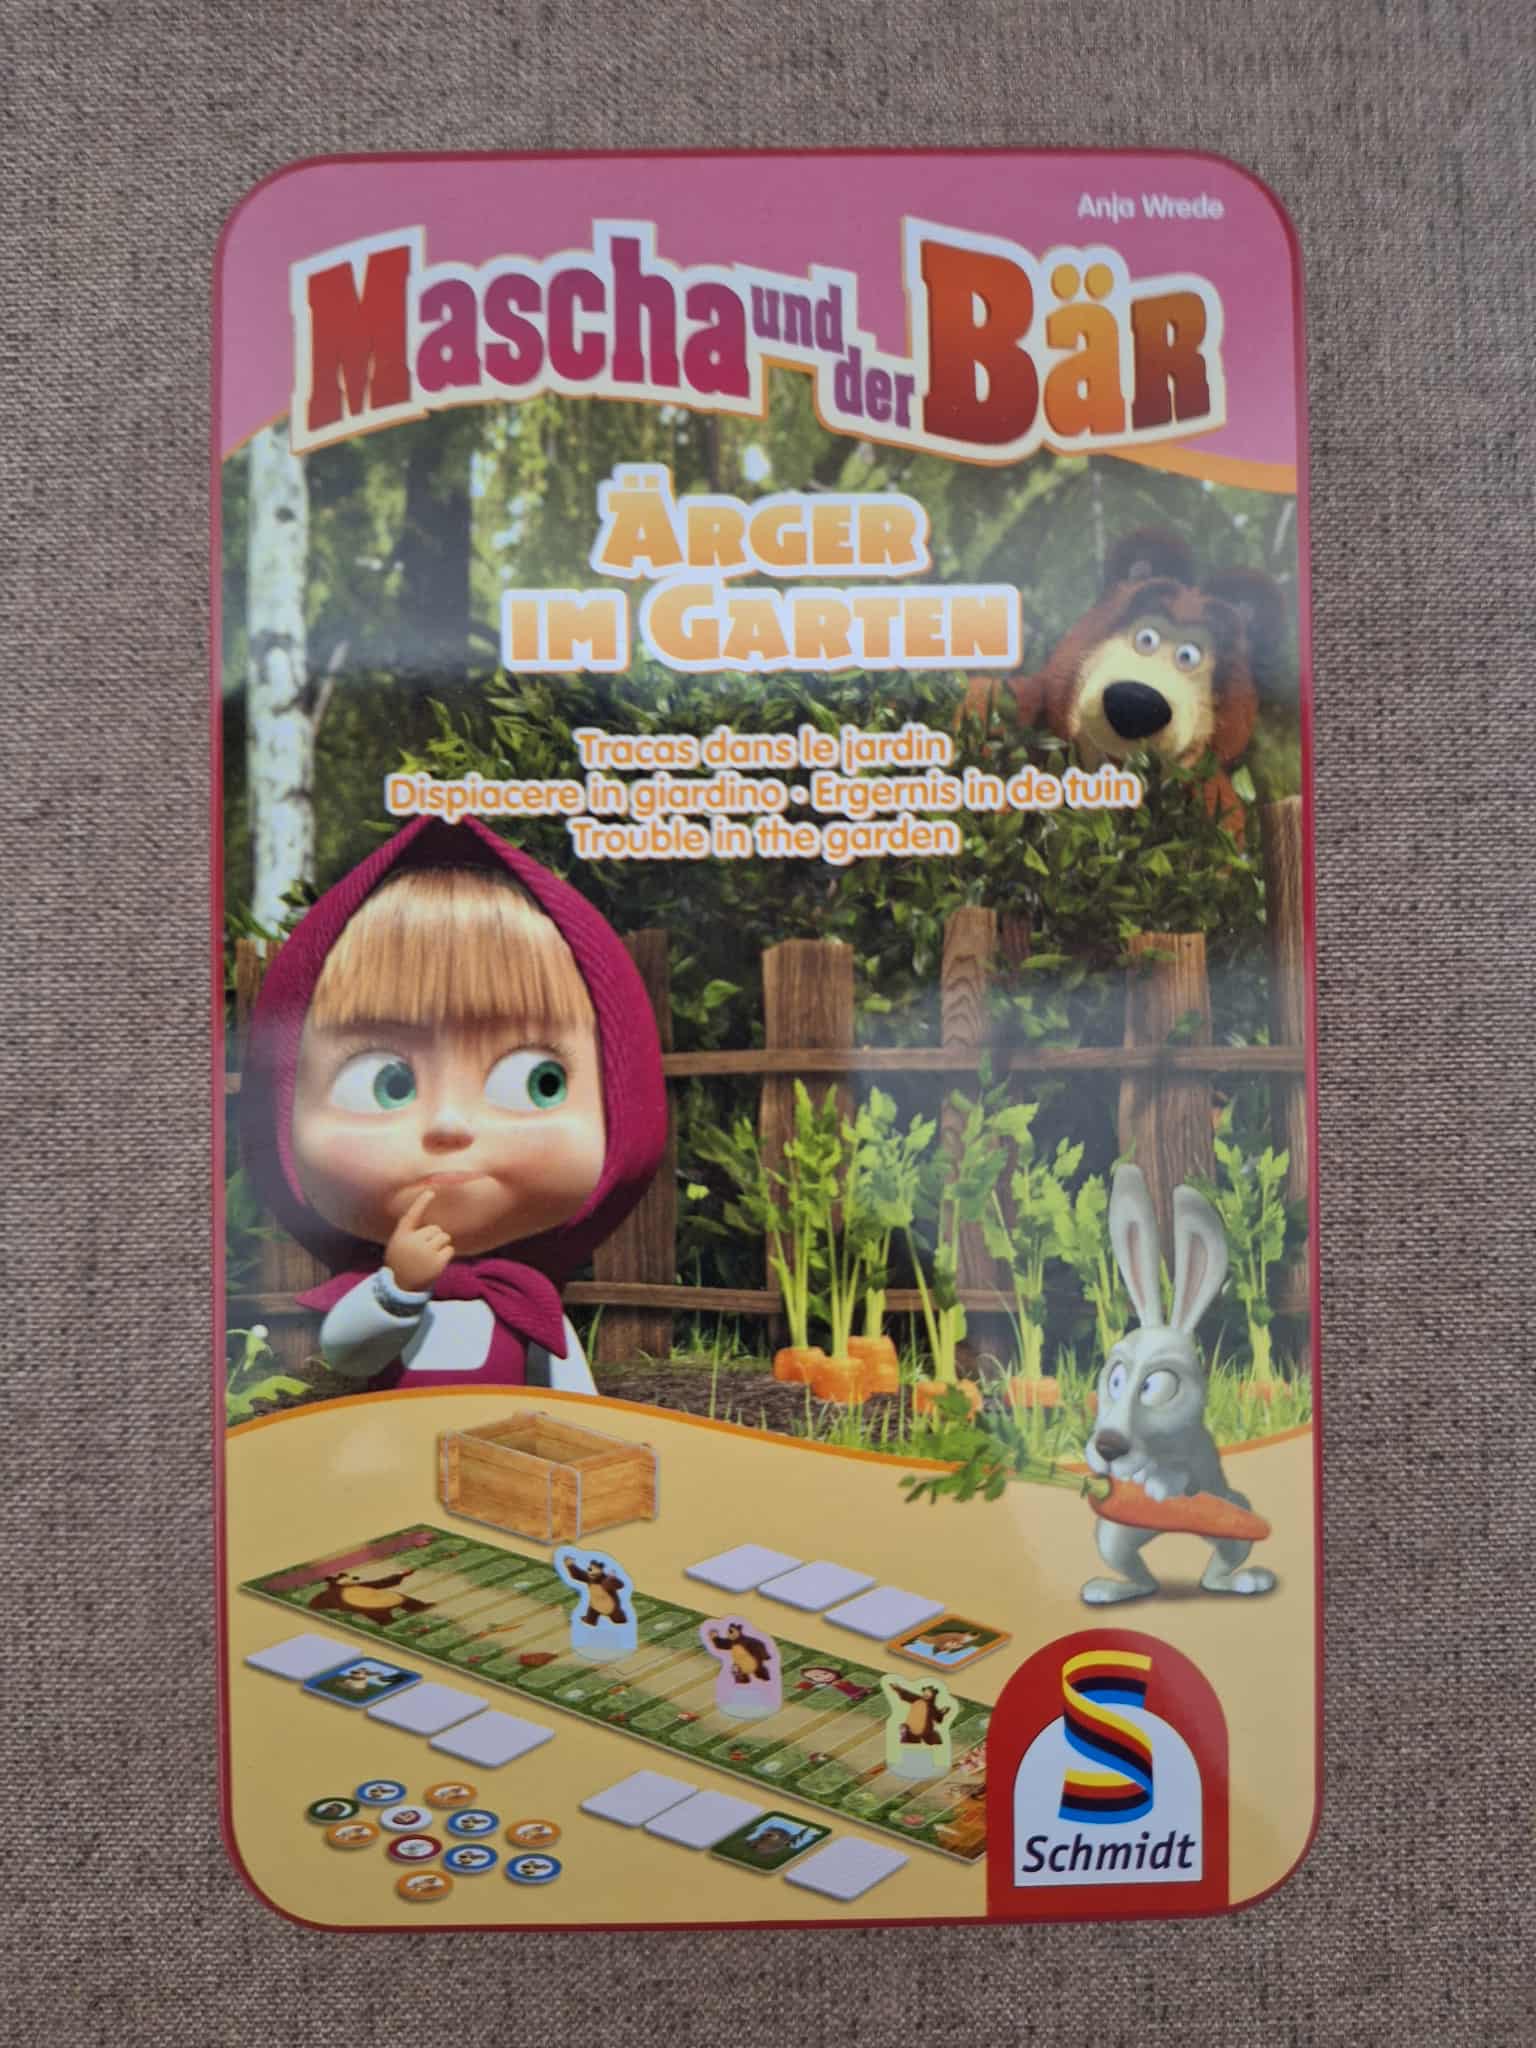 Anja Wrede
Mascha und der Bär
Ärger
im Garten
Tracas dans le jardin
Dispiacere in giardino • Ergernis in de tuin
Trouble in the garden
Schmidt